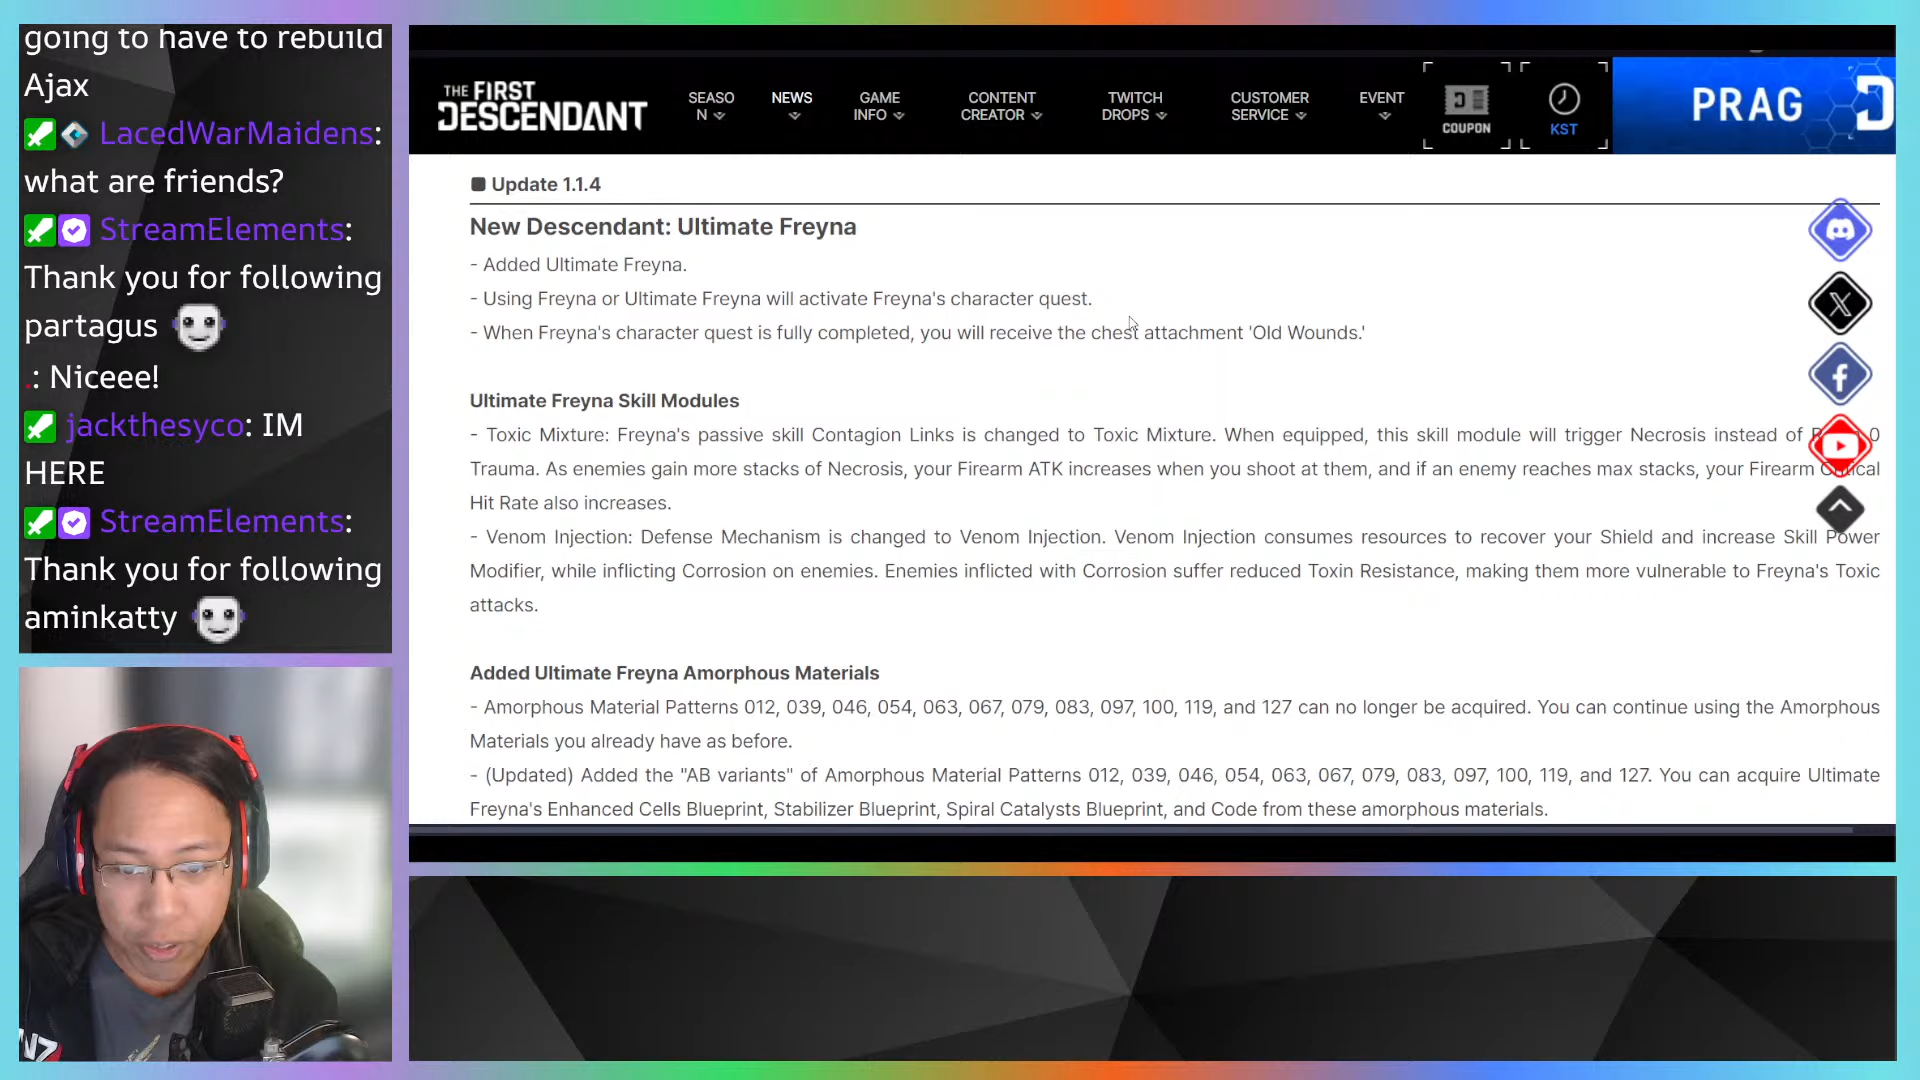 going to have to rebuild
Ajax
LacedWarMaidens:
what are friends?
StreamElements:
Thank you for following
partagus
.: Niceee!
jackthesyco: IM
HERE
StreamElements:
Thank you for following
aminkatty
THE FIRST
DESCENDANT
SEASO
N
NEWS
GAME
INFO
CONTENT
CREATOR
TWITCH
DROPS
CUSTOMER
SERVICE
EVENT
COUPON
KST
PRAG
■ Update 1.1.4
New Descendant: Ultimate Freyna
- Added Ultimate Freyna.
- Using Freyna or Ultimate Freyna will activate Freyna's character quest.
- When Freyna's character quest is fully completed, you will receive the chest attachment 'Old Wounds.'
Ultimate Freyna Skill Modules
- Toxic Mixture: Freyna's passive skill Contagion Links is changed to Toxic Mixture. When equipped, this skill module will trigger Necrosis instead of
Trauma. As enemies gain more stacks of Necrosis, your Firearm ATK increases when you shoot at them, and if an enemy reaches max stacks, your Firearm Critical
Hit Rate also increases.
- Venom Injection: Defense Mechanism is changed to Venom Injection. Venom Injection consumes resources to recover your Shield and increase Skill Power
Modifier, while inflicting Corrosion on enemies. Enemies inflicted with Corrosion suffer reduced Toxin Resistance, making them more vulnerable to Freyna's Toxic
attacks.
Added Ultimate Freyna Amorphous Materials
- Amorphous Material Patterns 012, 039, 046, 054, 063, 067, 079, 083, 097, 100, 119, and 127 can no longer be acquired. You can continue using the Amorphous
Materials you already have as before.
- (Updated) Added the "AB variants" of Amorphous Material Patterns 012, 039, 046, 054, 063, 067, 079, 083, 097, 100, 119, and 127. You can acquire Ultimate
Freyna's Enhanced Cells Blueprint, Stabilizer Blueprint, Spiral Catalysts Blueprint, and Code from these amorphous materials.
N7